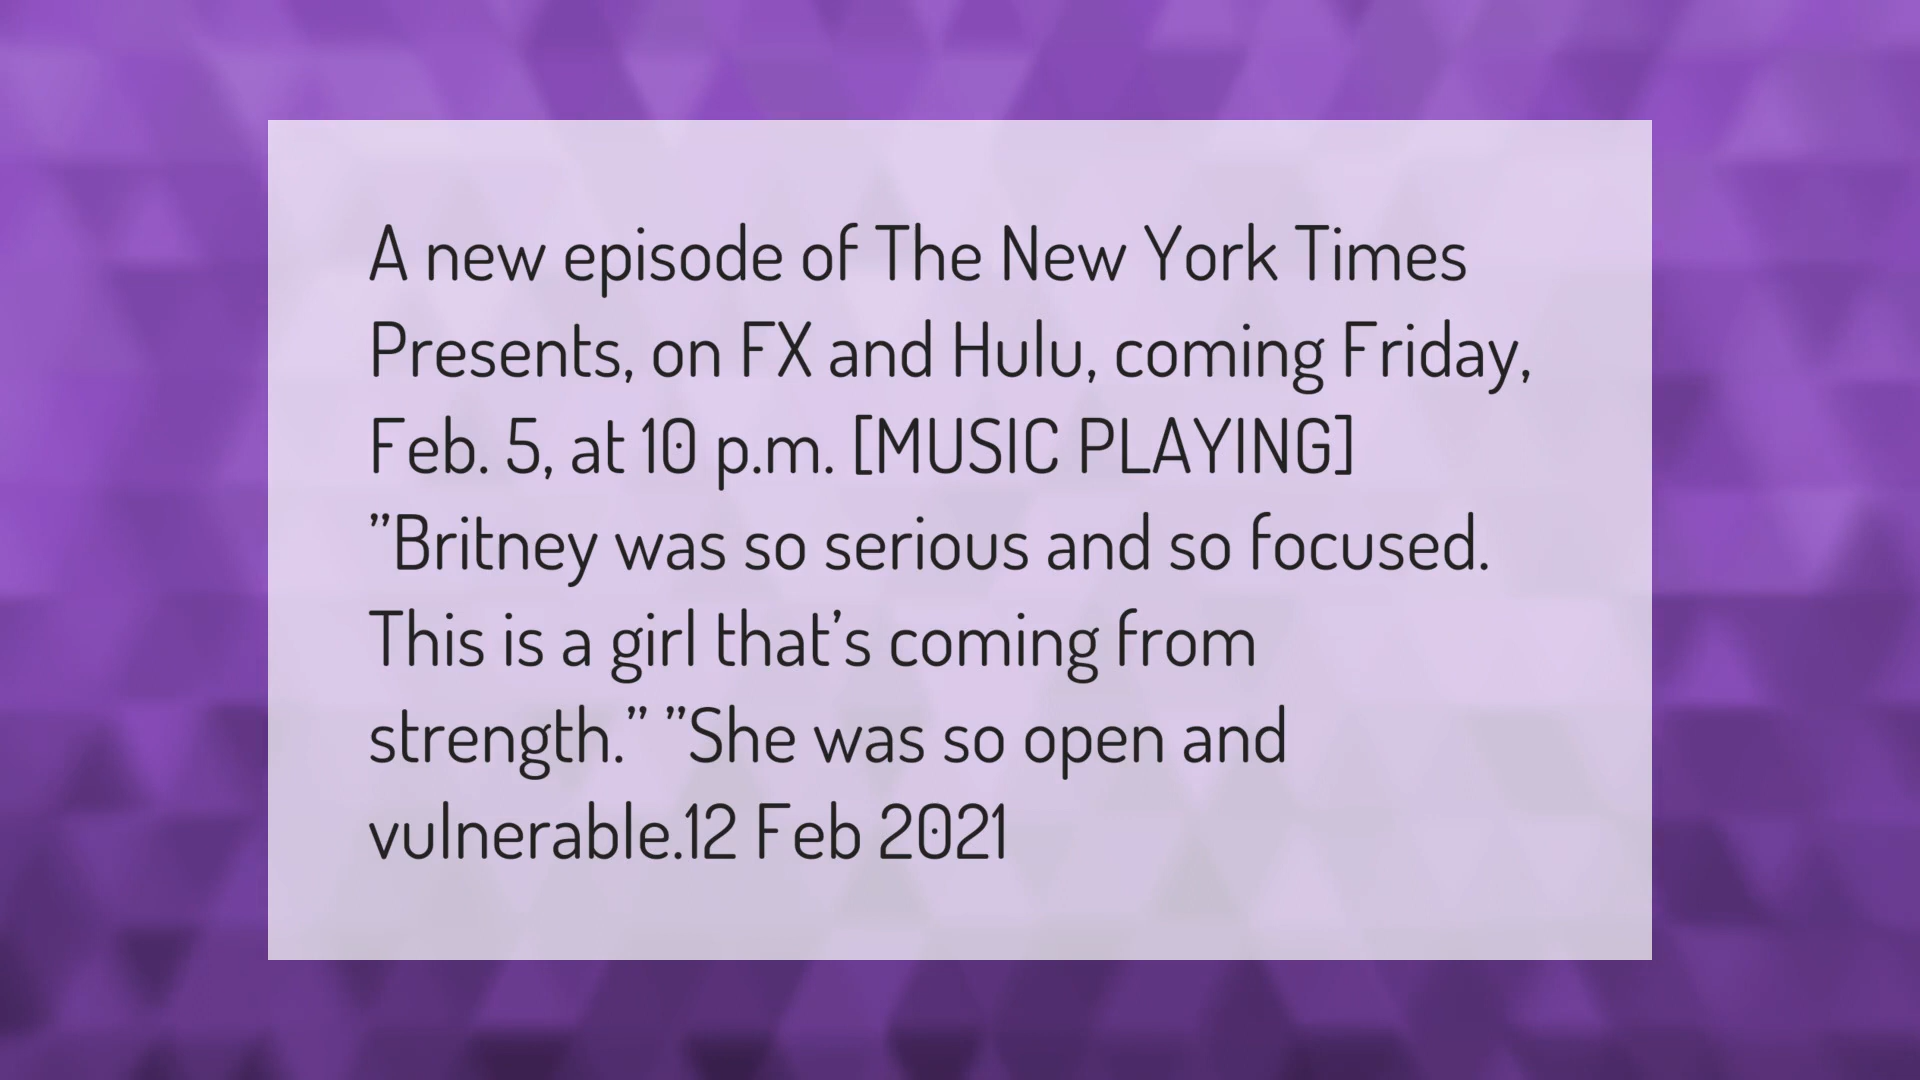 A new episode of The New York Times
Presents, on FX and Hulu, coming Friday,
Feb. 5, at 10 p.m. [MUSIC PLAYING]
”Britney was so serious and so focused.
This is a girl that’s coming from
strength.” ”She was so open and
vulnerable.12 Feb 2021